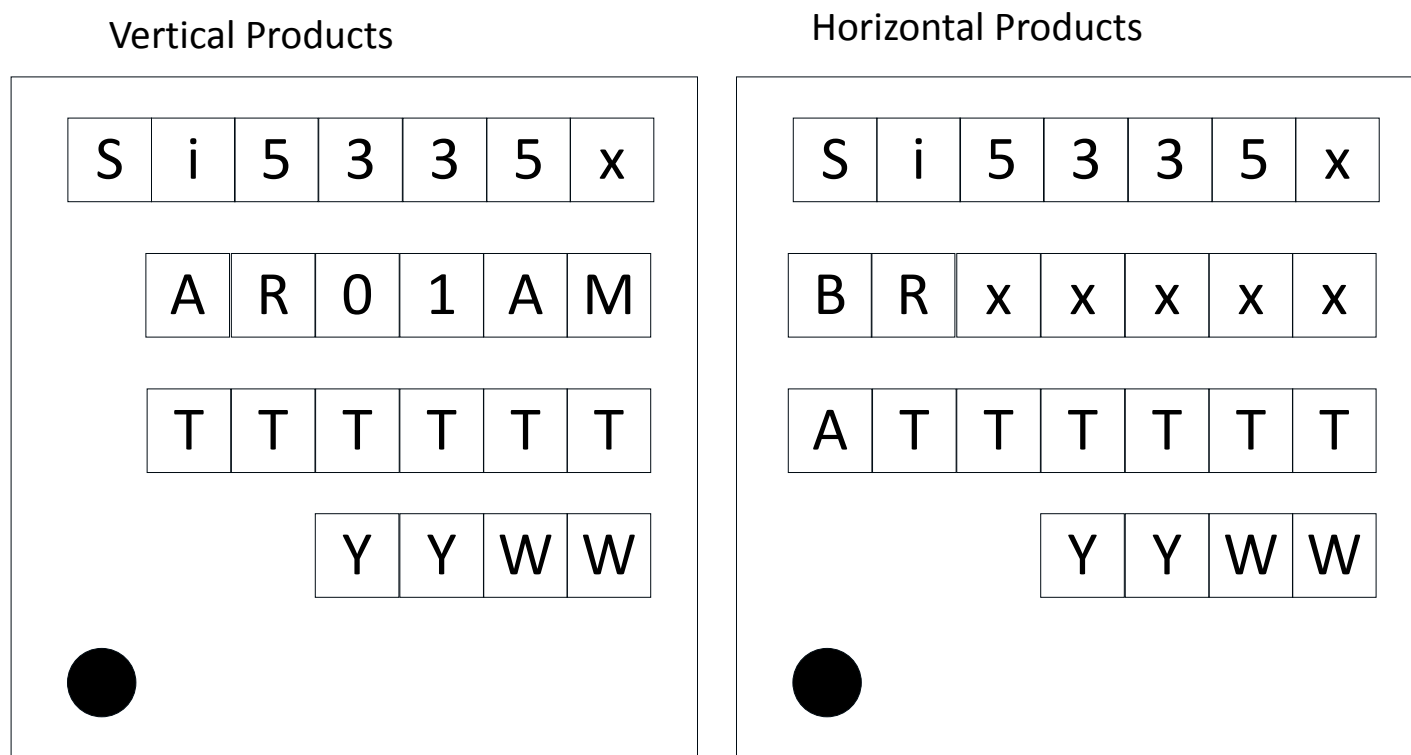 Vertical Products
Si5335x
AR01AM
TTTTTT
YYWW
Horizontal Products
Si5335x
BRxxxxx
ATTTTTT
YYWW